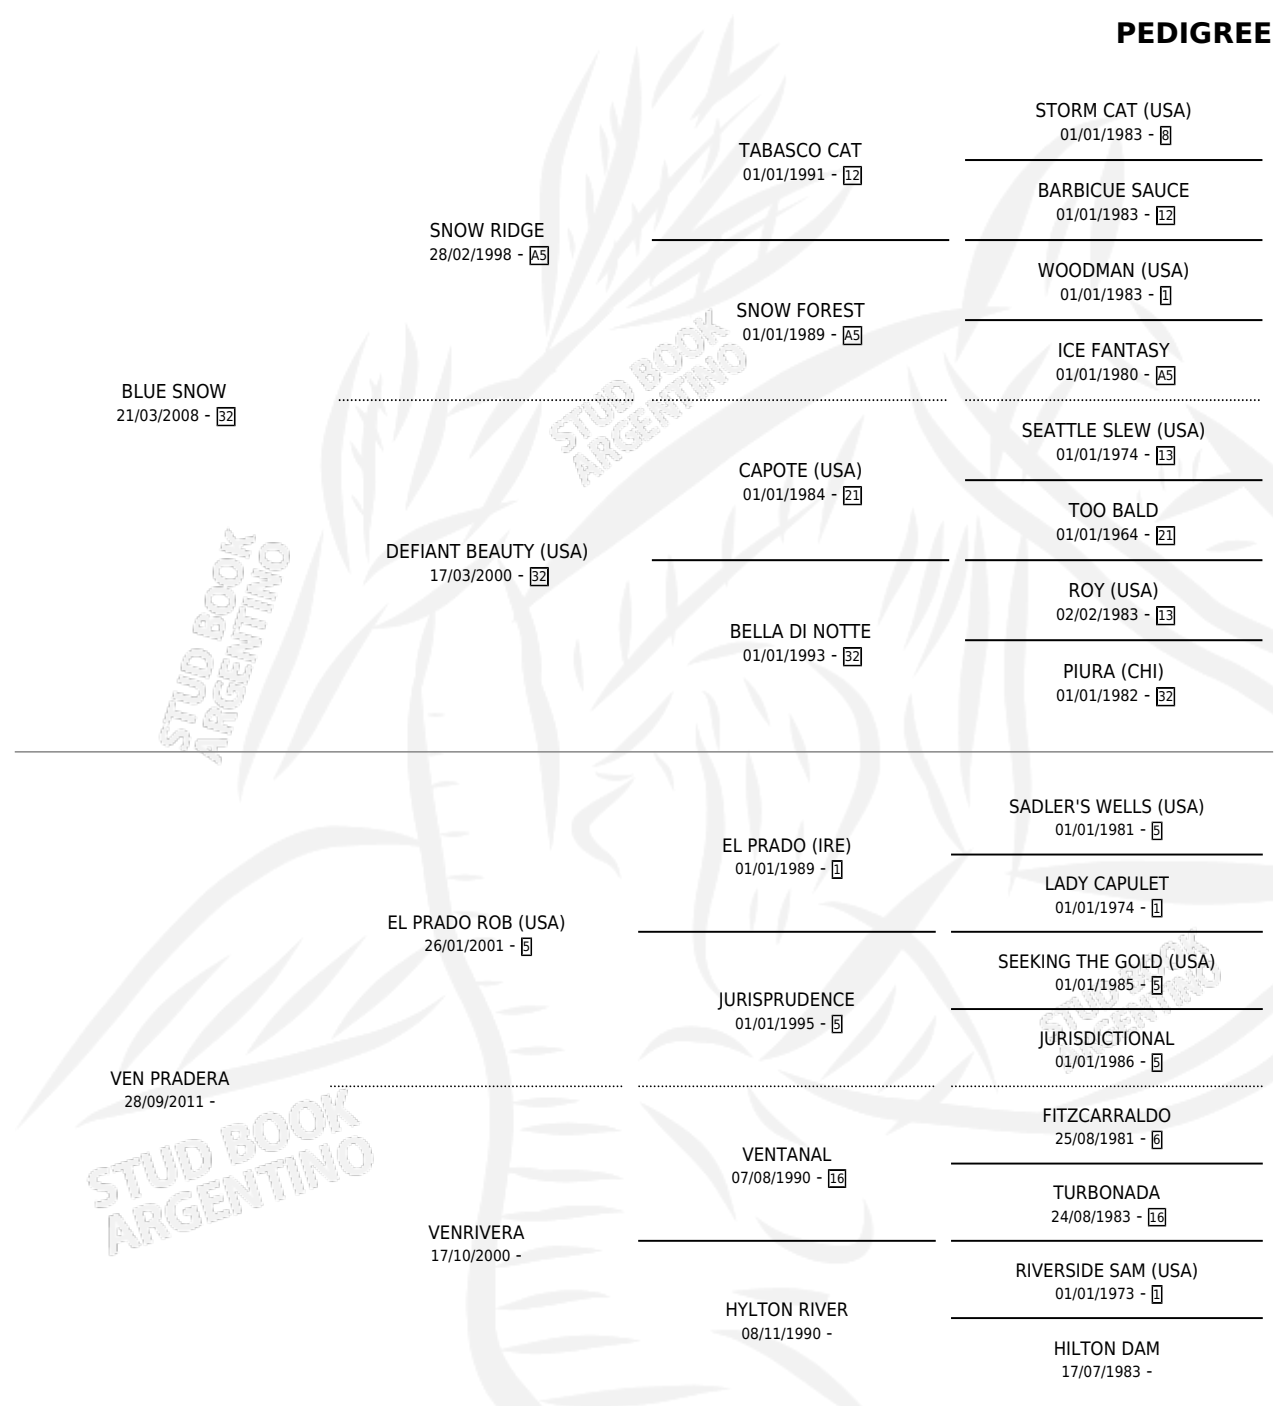 PEDIGREE
STORM CAT (USA)
01/01/1983 - 8
TABASCO CAT
01/01/1991 - 12
BARBICUE SAUCE
01/01/1983 - 12
SNOW RIDGE
28/02/1998 - A5
WOODMAN (USA)
01/01/1983 - 1
SNOW FOREST
01/01/1989 - A5
ICE FANTASY
01/01/1980 - A5
BLUE SNOW
21/03/2008 - 32
STUD BOOK
ARGENTINO
SEATTLE SLEW (USA)
01/01/1974 - 13
CAPOTE (USA)
01/01/1984 - 21
TOO BALD
01/01/1964 - 21
DEFIANT BEAUTY (USA)
17/03/2000 - 32
ROY (USA)
02/02/1983 - 13
BELLA DI NOTTE
01/01/1993 - 32
PIURA (CHI)
01/01/1982 - 32
STUD BOOK
ARGENTINO
SADLER'S WELLS (USA)
01/01/1981 - 5
EL PRADO (IRE)
01/01/1989 - 1
LADY CAPULET
01/01/1974 - 1
EL PRADO ROB (USA)
26/01/2001 - 5
SEEKING THE GOLD (USA)
01/01/1985 - 5
STUD BOOK
ARGENTINO
JURISPRUDENCE
01/01/1995 - 5
JURISDICTIONAL
01/01/1986 - 5
VEN PRADERA
28/09/2011 -
STUD BOOK
ARGENTINO
FITZCARRALDO
25/08/1981 - 6
VENTANAL
07/08/1990 - 16
TURBONADA
24/08/1983 - 16
VENRIVERA
17/10/2000 -
RIVERSIDE SAM (USA)
01/01/1973 - 1
HYLTON RIVER
08/11/1990 -
HILTON DAM
17/07/1983 -